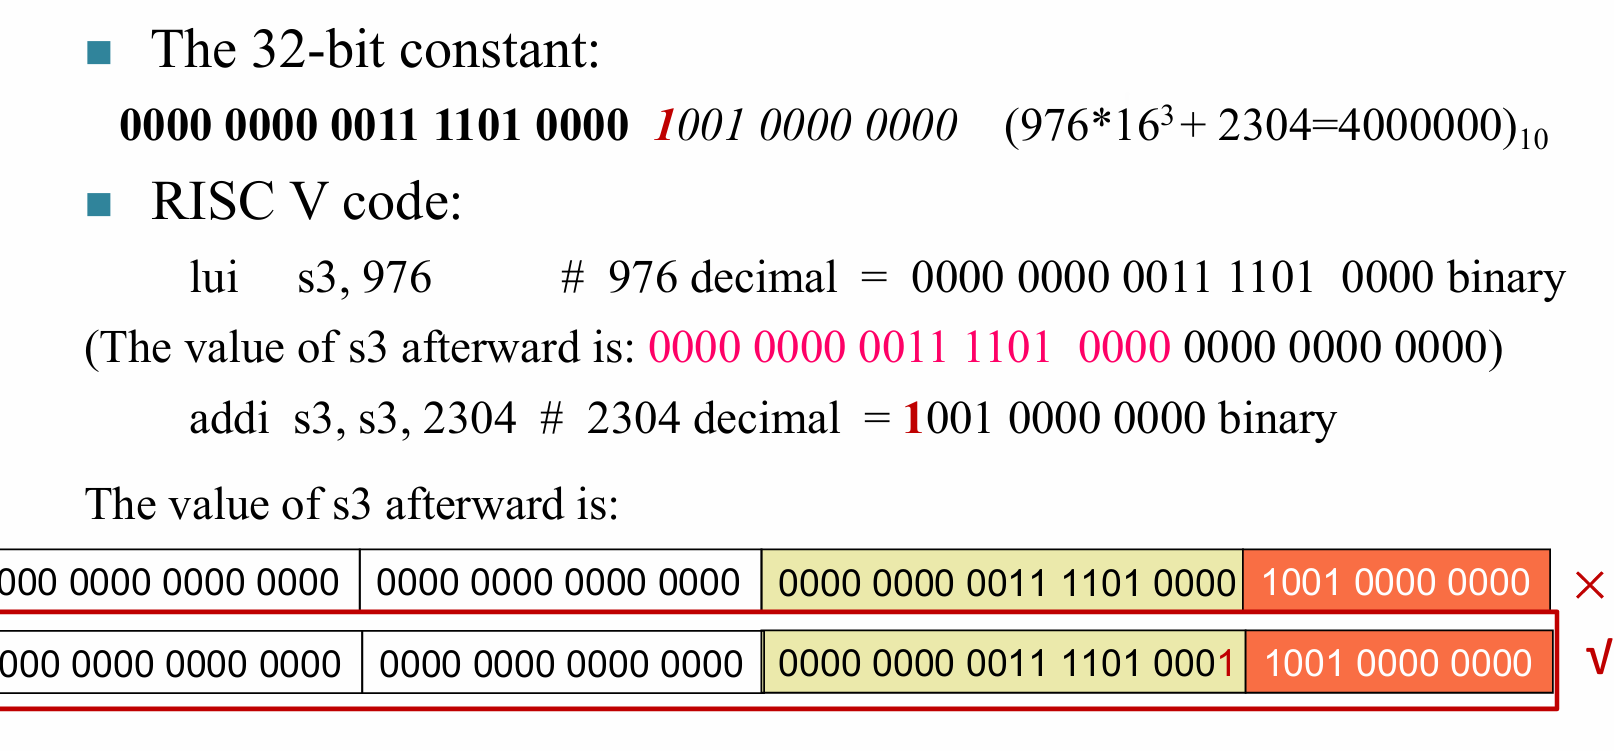 The 32-bit constant:
0000 0000 0011 1101 0000 1001 0000 0000 (976*16³+ 2304=4000000)₁₀
RISC V code:
lui s3, 976 # 976 decimal = 0000 0000 0011 1101 0000 binary
(The value of s3 afterward is: 0000 0000 0011 1101 0000 0000 0000 0000)
addi s3, s3, 2304 # 2304 decimal = 1001 0000 0000 binary
The value of s3 afterward is:
000 0000 0000 0000 0000 0000 0000 0000 0000 0000 0011 1101 0000 1001 0000 0000 ×
000 0000 0000 0000 0000 0000 0000 0000 0000 0000 0011 1101 0001 1001 0000 0000 √